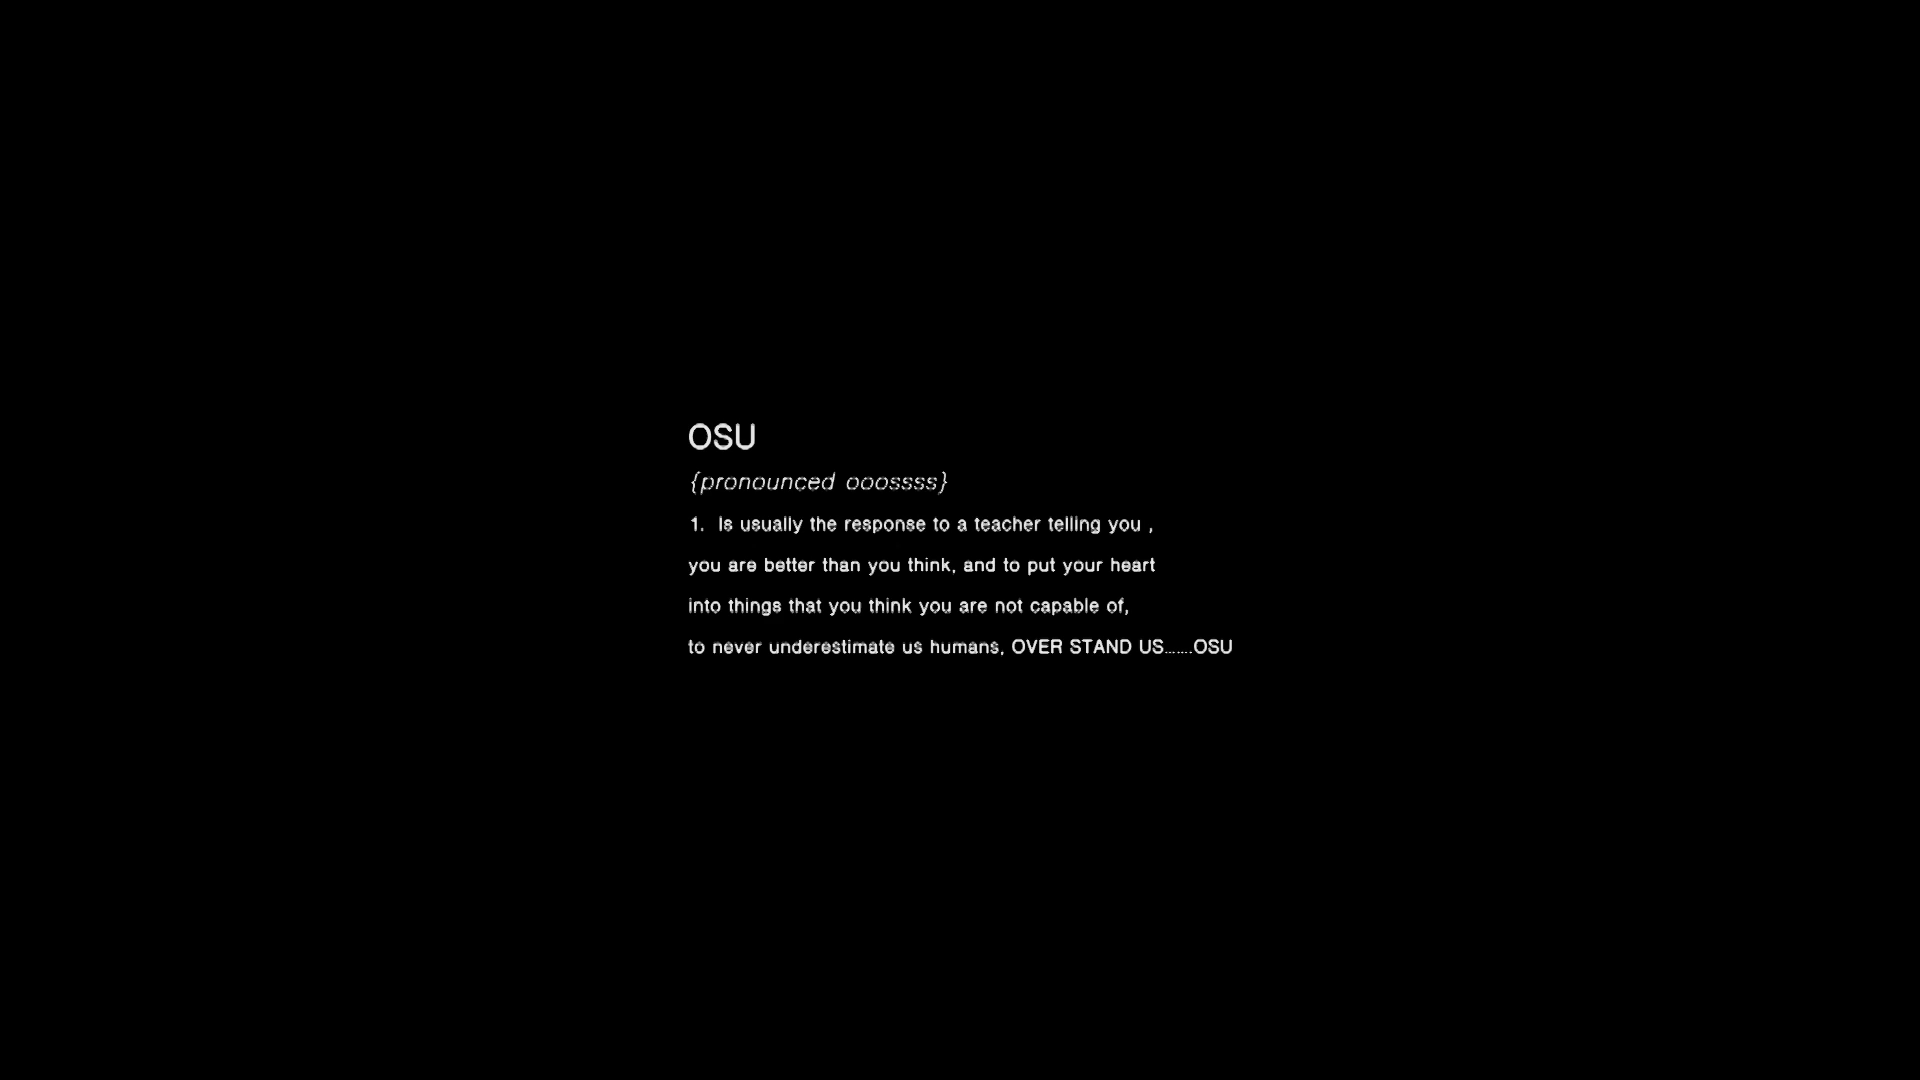 OSU
{pronounced ooossss}
1. Is usually the response to a teacher telling you ,
you are better than you think, and to put your heart
into things that you think you are not capable of,
to never underestimate us humans, OVER STAND US.......OSU